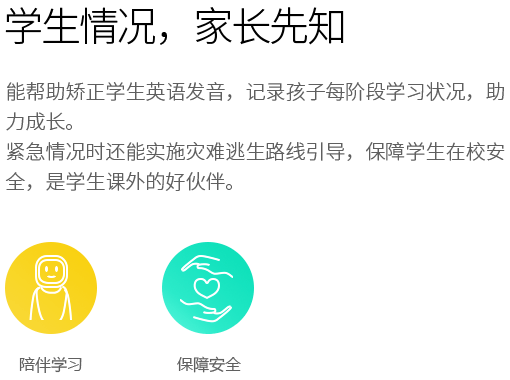 学生情况，家长先知
能帮助矫正学生英语发音，记录孩子每阶段学习状况，助
力成长。
紧急情况时还能实施灾难逃生路线引导，保障学生在校安
全，是学生课外的好伙伴。
陪伴学习
保障安全